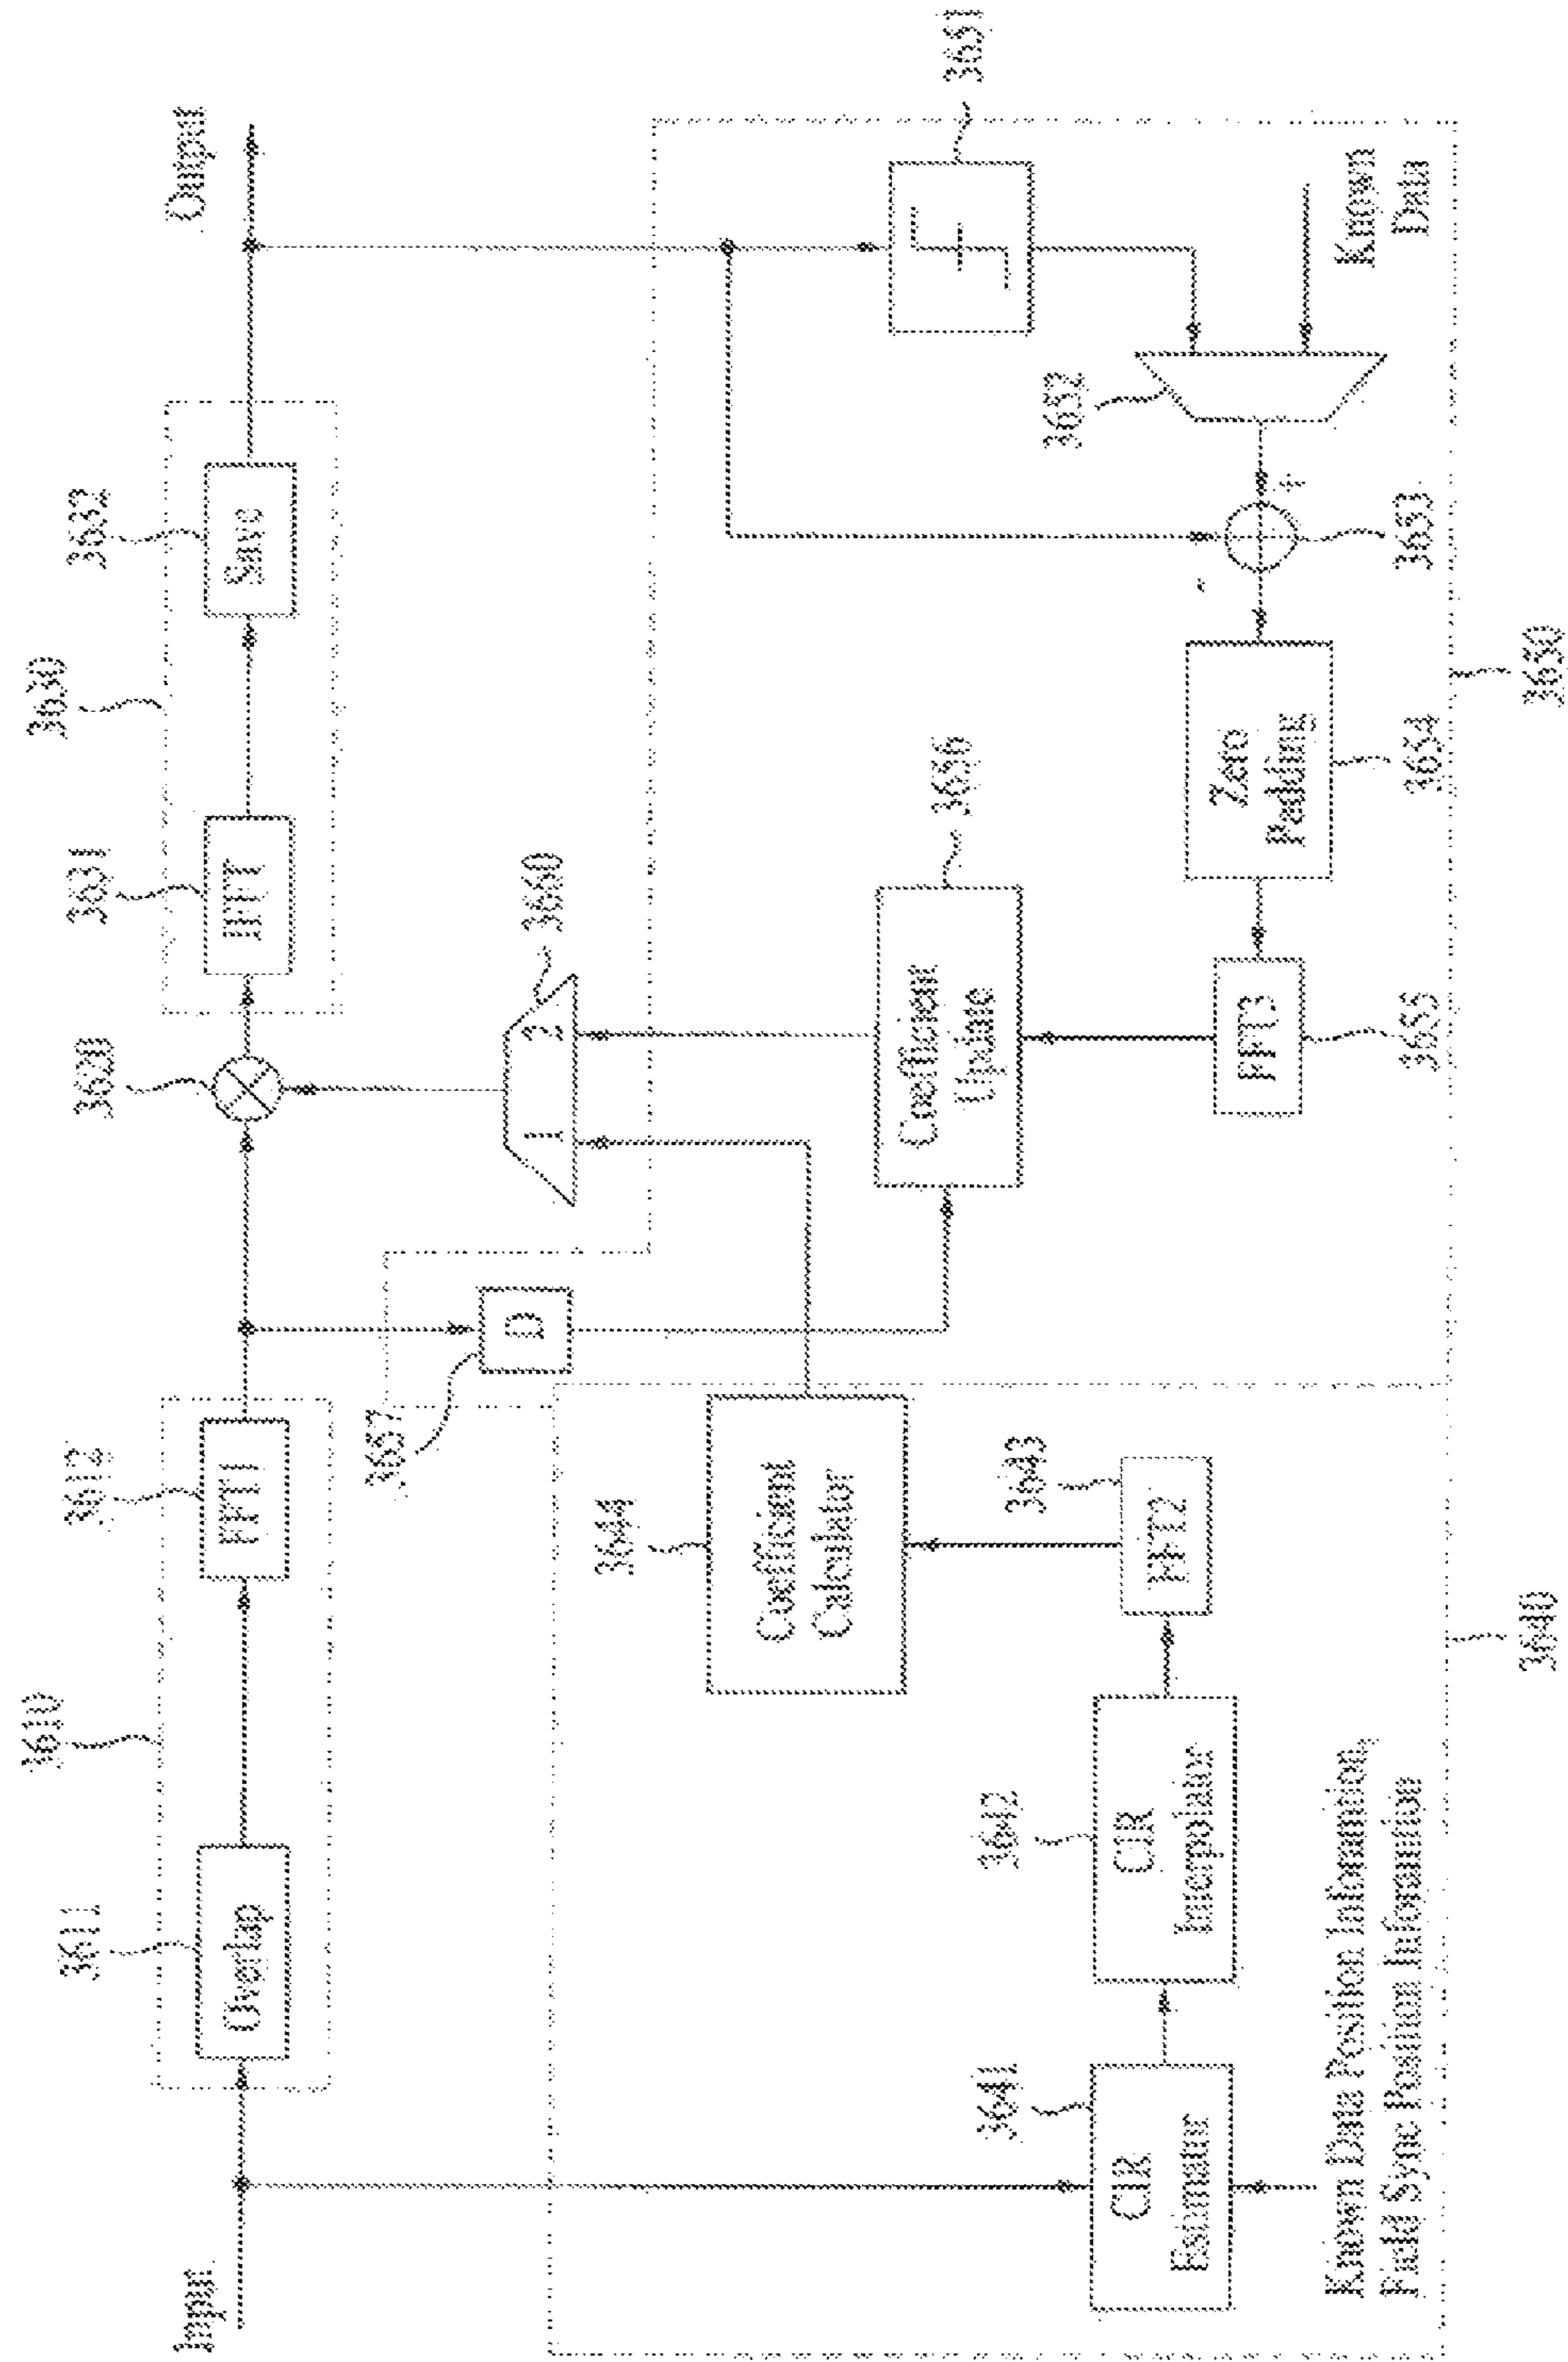 3610
3630
3611
3612
3620
3631
3632
Input
Overlap
FFT1
IFFT
Save
Output
3657
D
3660
1
2
3644
Coefficient
Calculator
3656
Coefficient
Update
3651
3641
CIR
Estimator
3642
CIR
Interpolator
3643
FFT2
FFT3
3655
Zero
Padding
3654
-
+
3653
3652
Known
Data
Known Data Position Information,
Field Sync Position Information
3640
3650